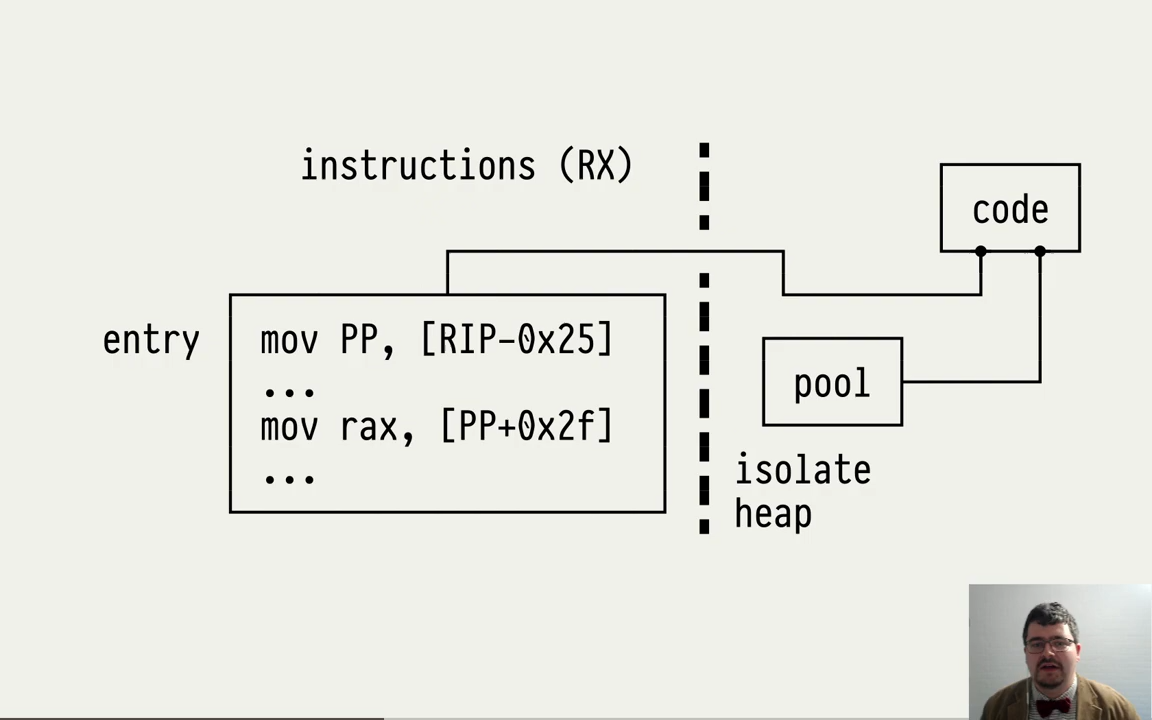 instructions (RX)
code
entry
mov PP, [RIP-0x25]
...
mov rax, [PP+0x2f]
...
pool
isolate
heap